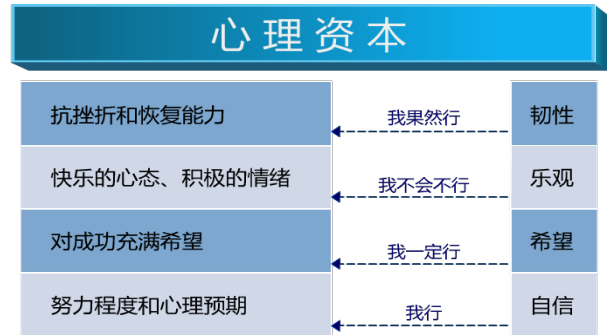 心理资本
抗挫折和恢复能力 我果然行 韧性
快乐的心态、积极的情绪 我不会不行 乐观
对成功充满希望 我一定行 希望
努力程度和心理预期 我行 自信